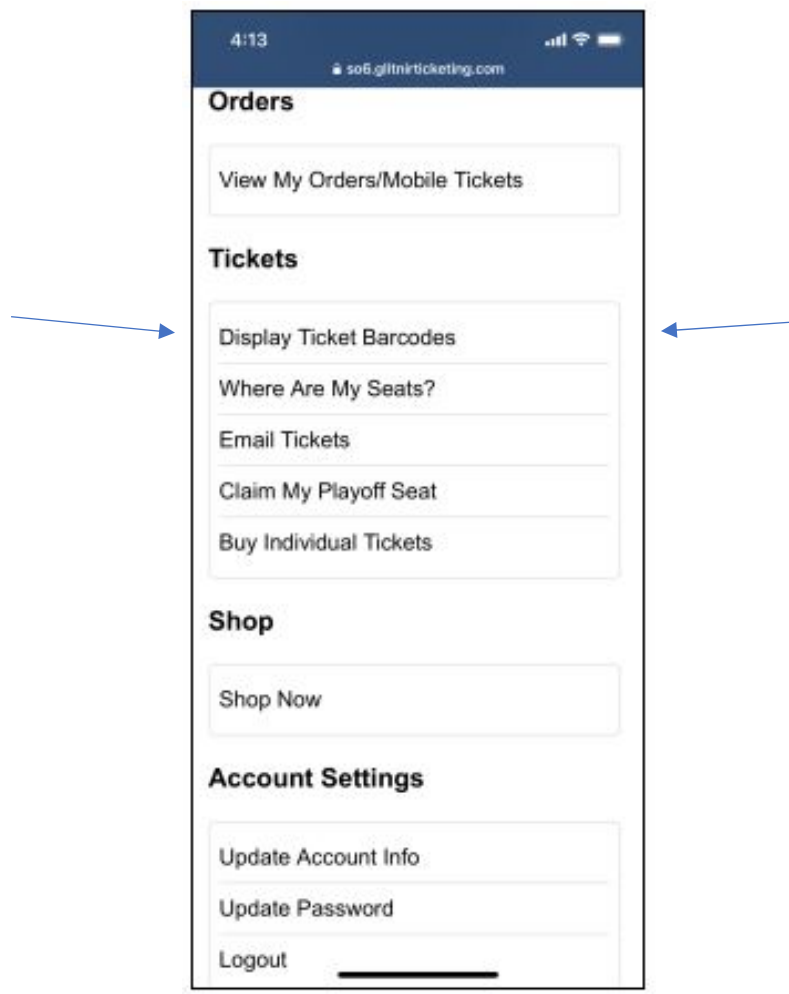 4:13
so6.glitnirticketing.com
Orders
View My Orders/Mobile Tickets
Tickets
Display Ticket Barcodes
Where Are My Seats?
Email Tickets
Claim My Playoff Seat
Buy Individual Tickets
Shop
Shop Now
Account Settings
Update Account Info
Update Password
Logout